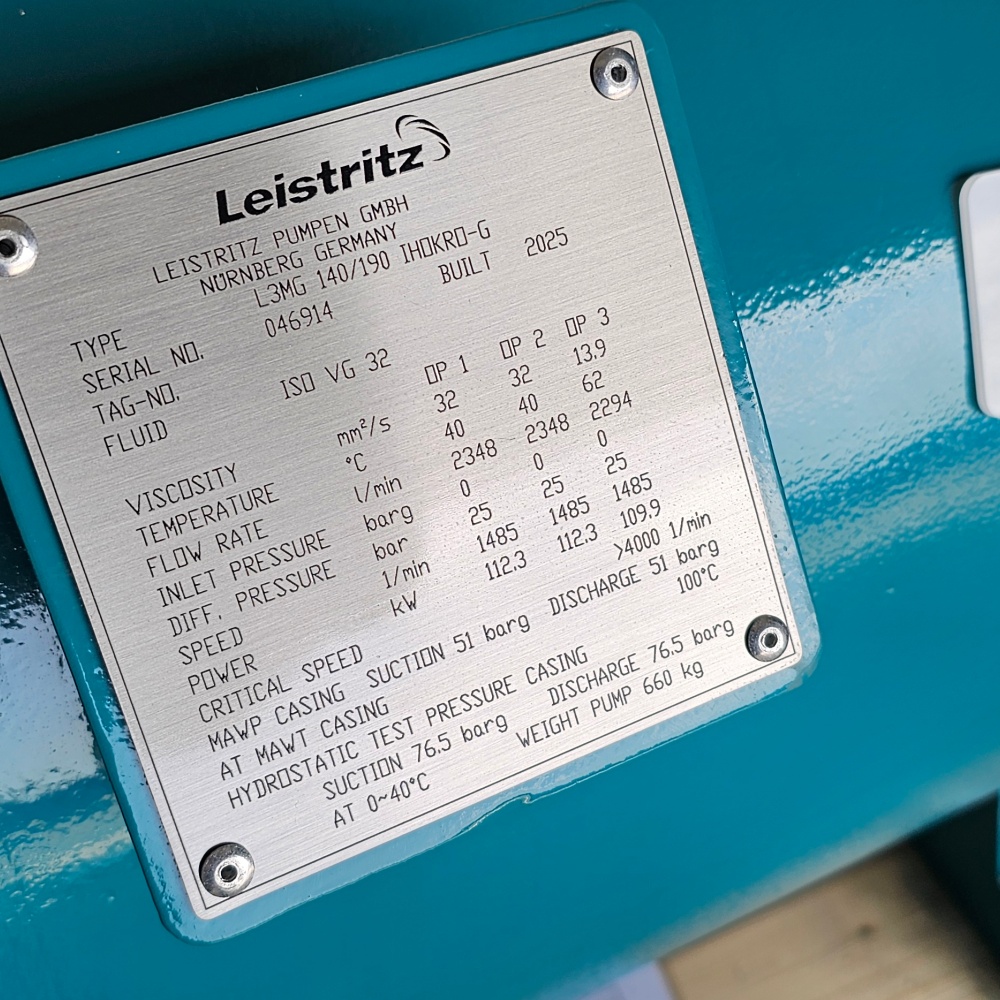 Leistritz
LEISTRITZ PUMPEN GMBH
NÜRNBERG GERMANY
TYPE L3MG 140/190 IHOKRO-G
SERIAL NO. 046914 BUILT 2025
TAG-NO.
FLUID ISO VG 32
OP 1 OP 2 OP 3
VISCOSITY mm²/s 32 32 13.9
TEMPERATURE °C 40 40 62
FLOW RATE l/min 2348 2348 2294
INLET PRESSURE barg 0 0 0
DIFF. PRESSURE bar 25 25 25
SPEED 1/min 1485 1485 1485
POWER kW 112.3 112.3 109.9
CRITICAL SPEED >4000 1/min
MAWP CASING SUCTION 51 barg DISCHARGE 51 barg
AT MAWT CASING 100°C
HYDROSTATIC TEST PRESSURE CASING
SUCTION 76.5 barg DISCHARGE 76.5 barg
AT 0~40°C WEIGHT PUMP 660 kg